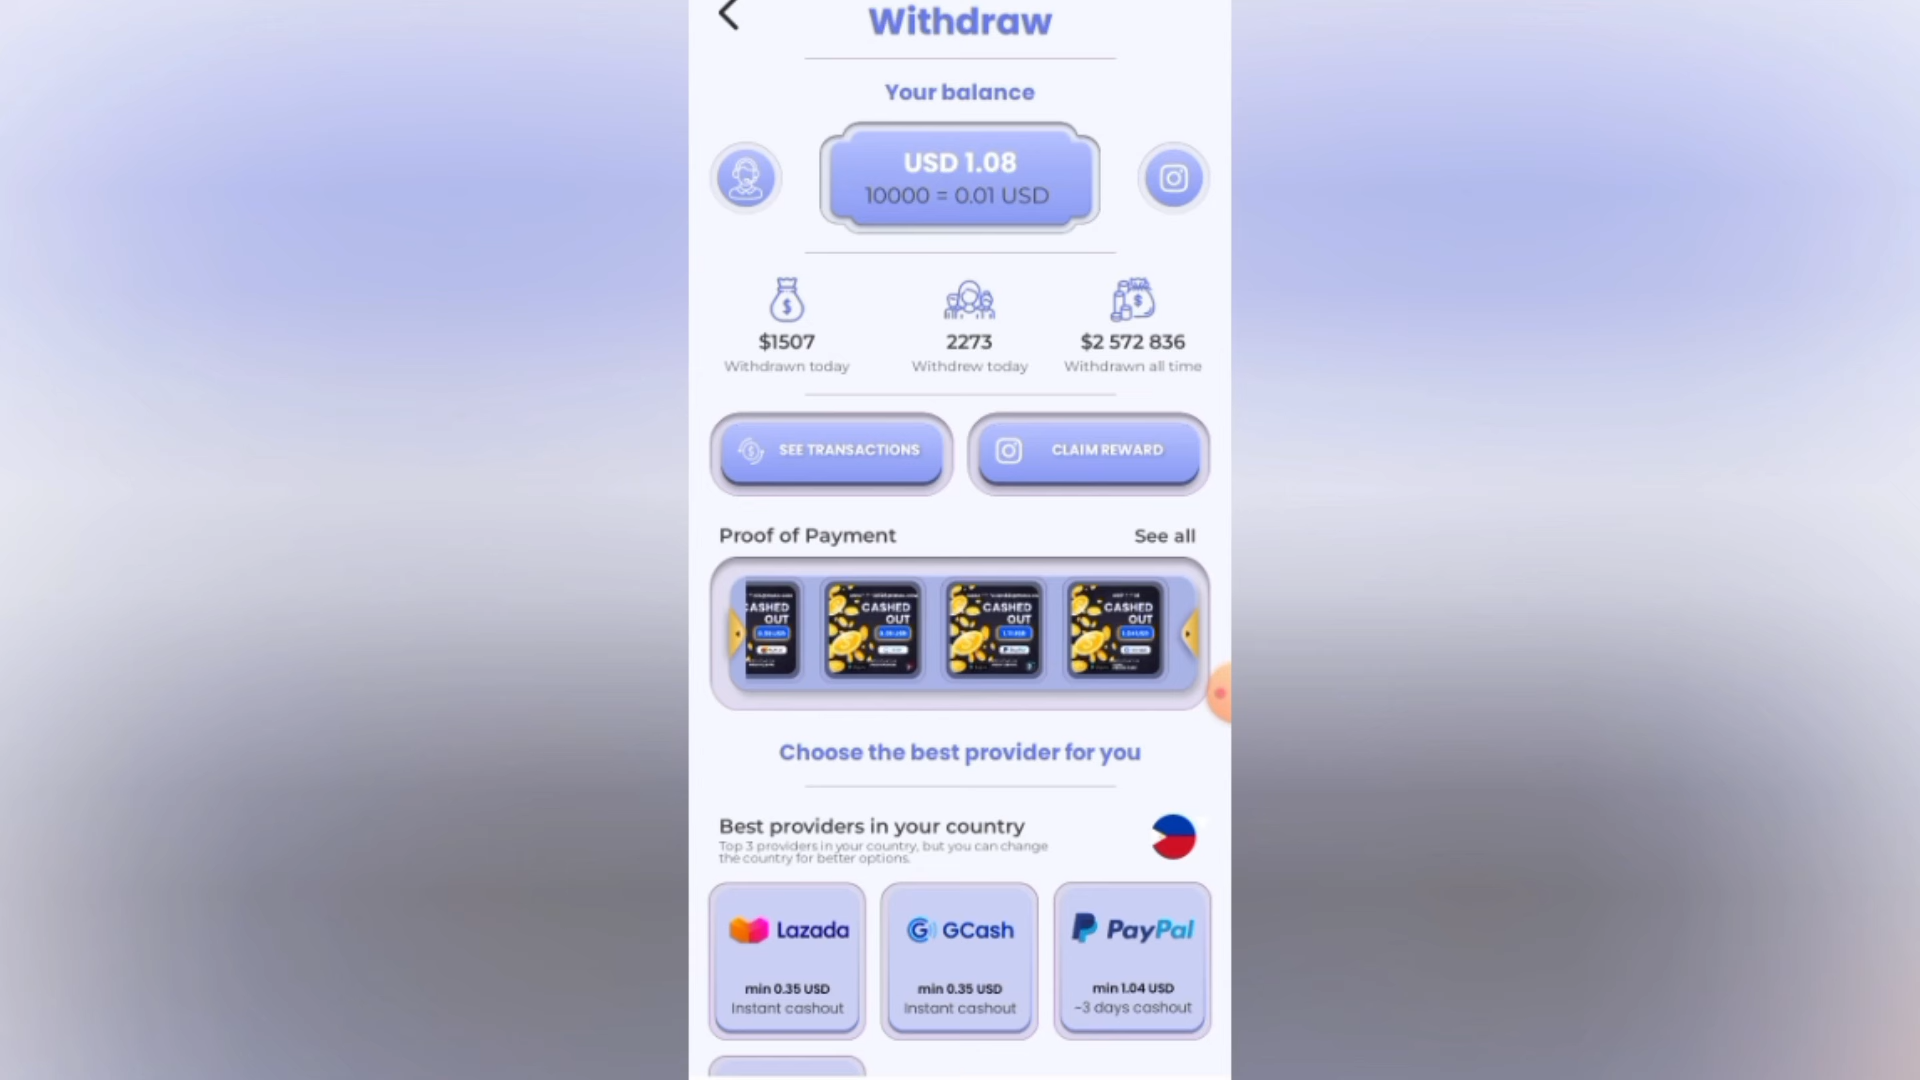 Withdraw
Your balance
USD 1.08
10000 = 0.01 USD
$1507
Withdrawn today
2273
Withdrew today
$2 572 836
Withdrawn all time
SEE TRANSACTIONS
CLAIM REWARD
Proof of Payment
See all
CASHED
OUT
CASHED
OUT
CASHED
OUT
CASHED
OUT
Choose the best provider for you
Best providers in your country
Top 3 providers in your country, but you can change
the country for better options.
Lazada
min 0.35 USD
Instant cashout
GCash
min 0.35 USD
Instant cashout
PayPal
min 1.04 USD
~3 days cashout